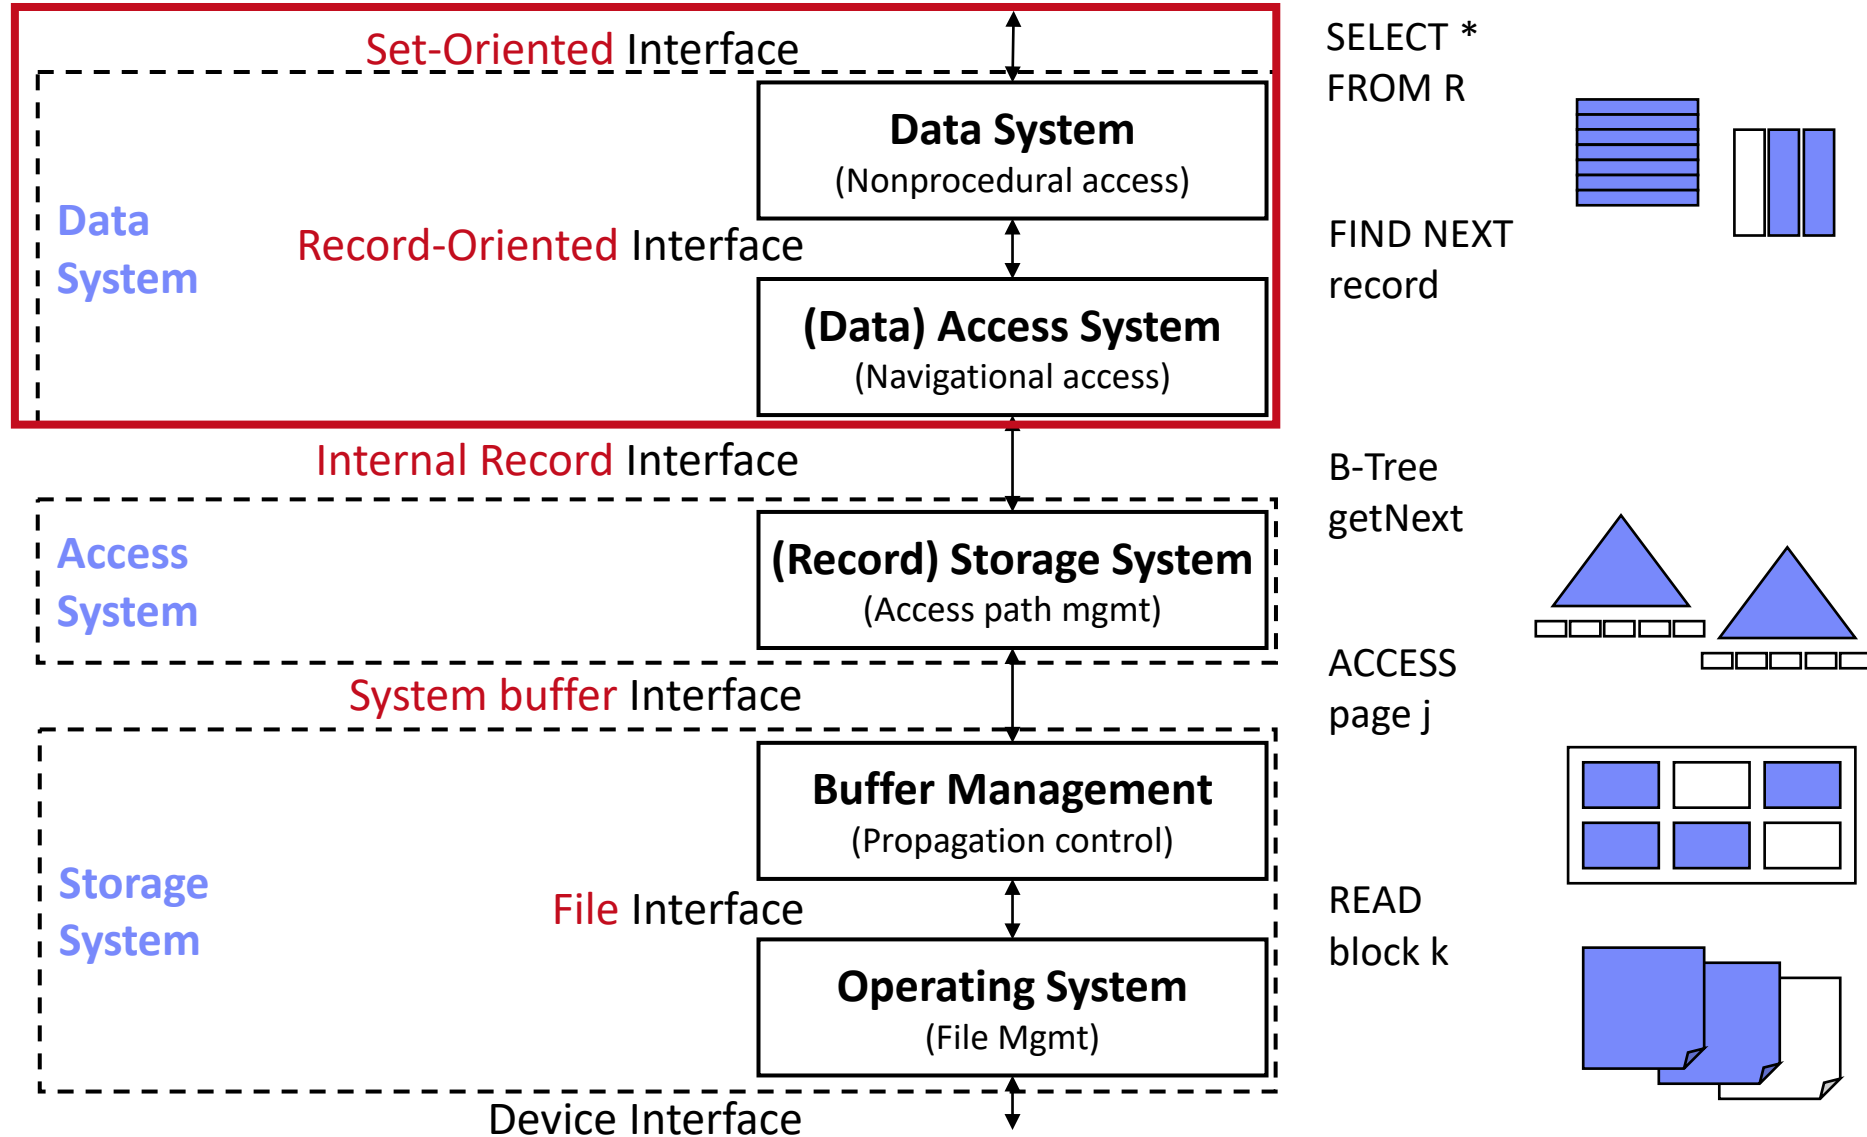 Set-Oriented Interface
SELECT *
FROM R
Data System
(Nonprocedural access)
Data
System
Record-Oriented Interface
FIND NEXT
record
(Data) Access System
(Navigational access)
Internal Record Interface
B-Tree
getNext
Access
System
(Record) Storage System
(Access path mgmt)
System buffer Interface
ACCESS
page j
Buffer Management
(Propagation control)
Storage
System
File Interface
READ
block k
Operating System
(File Mgmt)
Device Interface